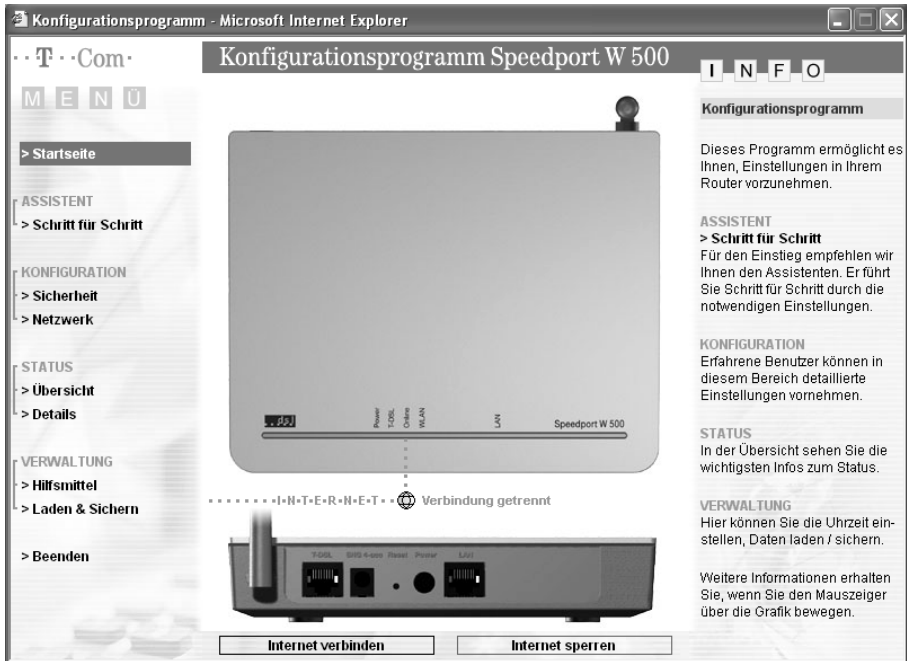 Konfigurationsprogramm - Microsoft Internet Explorer
· · T · · Com ·
MENÜ
> Startseite
ASSISTENT
> Schritt für Schritt
KONFIGURATION
> Sicherheit
> Netzwerk
STATUS
> Übersicht
> Details
VERWALTUNG
> Hilfsmittel
> Laden & Sichern
> Beenden
Konfigurationsprogramm Speedport W 500
..dsl
Power
T-DSL
Online
WLAN
LAN
Speedport W 500
I-N-T-E-R-N-E-T
Verbindung getrennt
T-DSL
Reset
Power
LAN
Internet verbinden
Internet sperren
INFO
Konfigurationsprogramm
Dieses Programm ermöglicht es
Ihnen, Einstellungen in Ihrem
Router vorzunehmen.
ASSISTENT
> Schritt für Schritt
Für den Einstieg empfehlen wir
Ihnen den Assistenten. Er führt
Sie Schritt für Schritt durch die
notwendigen Einstellungen.
KONFIGURATION
Erfahrene Benutzer können in
diesem Bereich detaillierte
Einstellungen vornehmen.
STATUS
In der Übersicht sehen Sie die
wichtigsten Infos zum Status.
VERWALTUNG
Hier können Sie die Uhrzeit ein-
stellen, Daten laden / sichern.
Weitere Informationen erhalten
Sie, wenn Sie den Mauszeiger
über die Grafik bewegen.